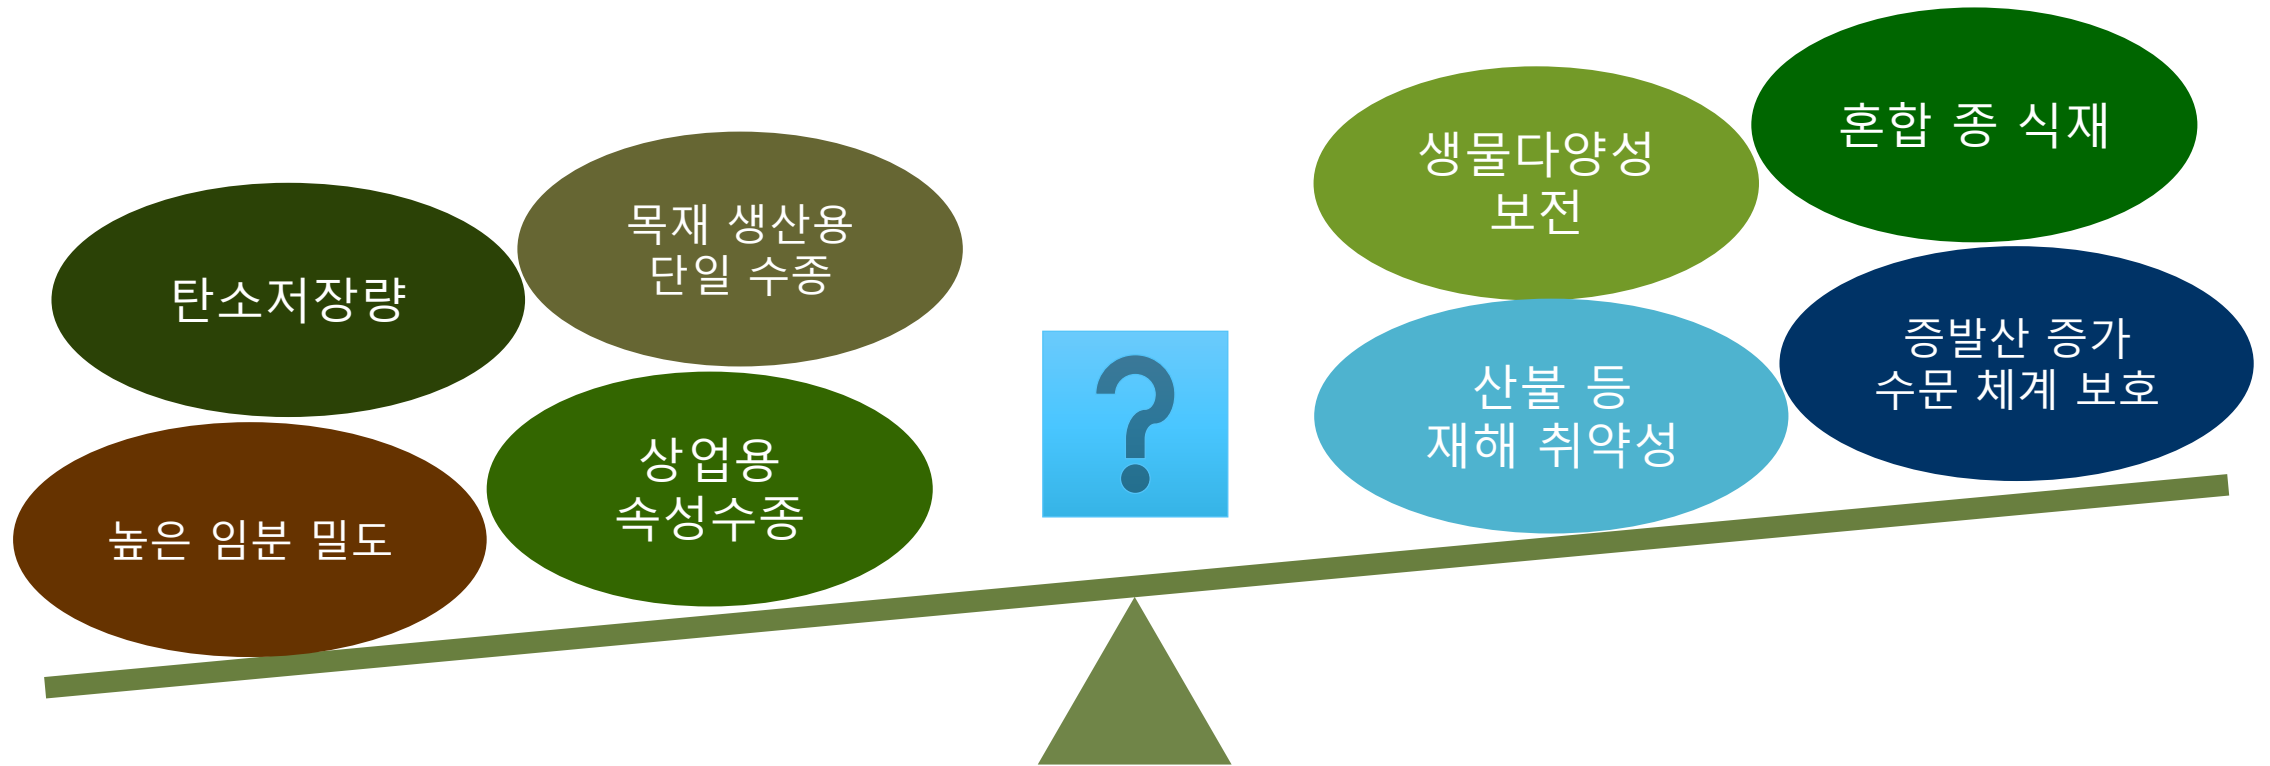 탄소저장량
목재 생산용
단일 수종
높은 임분 밀도
상업용
속성수종
?
생물다양성
보전
혼합 종 식재
산불 등
재해 취약성
증발산 증가
수문 체계 보호